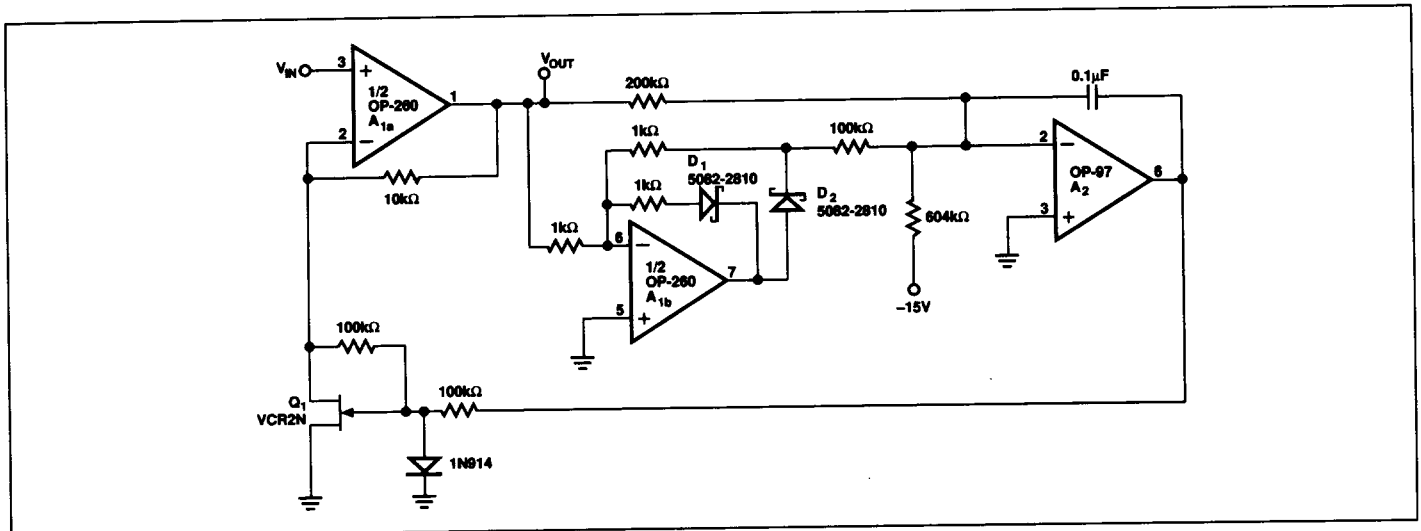 VIN
3
+
1/2
OP-260
A1a
1
2
−
10kΩ
VOUT
200kΩ
0.1µF
1kΩ
100kΩ
D1
5082-2810
1kΩ
D2
5082-2810
1kΩ
6
−
1/2
OP-260
A1b
7
5
+
604kΩ
−15V
2
−
OP-97
A2
6
3
+
100kΩ
Q1
VCR2N
100kΩ
1N914